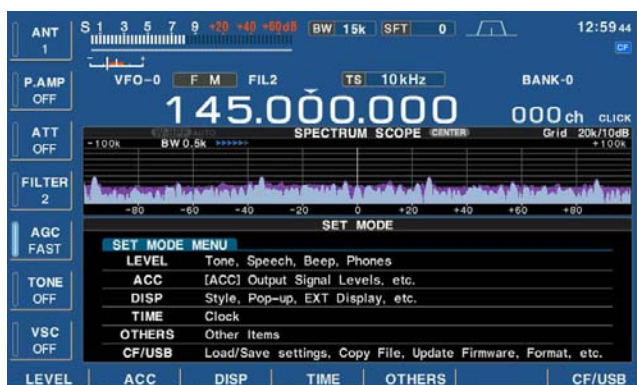 ANT 1
S 1 3 5 7 9 +20 +40 +60dB BW 15k SFT 0 12:59 44
CF
P.AMP OFF
VFO-0 FM FIL2 TS 10kHz BANK-0
145.000.000 000 ch CLICK
ATT OFF
AUTO SPECTRUM SCOPE CENTER Grid 20k/10dB
-100k BW 0.5k >>>>>> +100k
FILTER 2
-80 -60 -40 -20 0 +20 +40 +60 +80
AGC FAST
SET MODE
SET MODE MENU
LEVEL Tone, Speech, Beep, Phones
TONE OFF
ACC [ACC] Output Signal Levels, etc.
DISP Style, Pop-up, EXT Display, etc.
TIME Clock
VSC OFF
OTHERS Other Items
CF/USB Load/Save settings, Copy File, Update Firmware, Format, etc.
LEVEL ACC DISP TIME OTHERS CF/USB